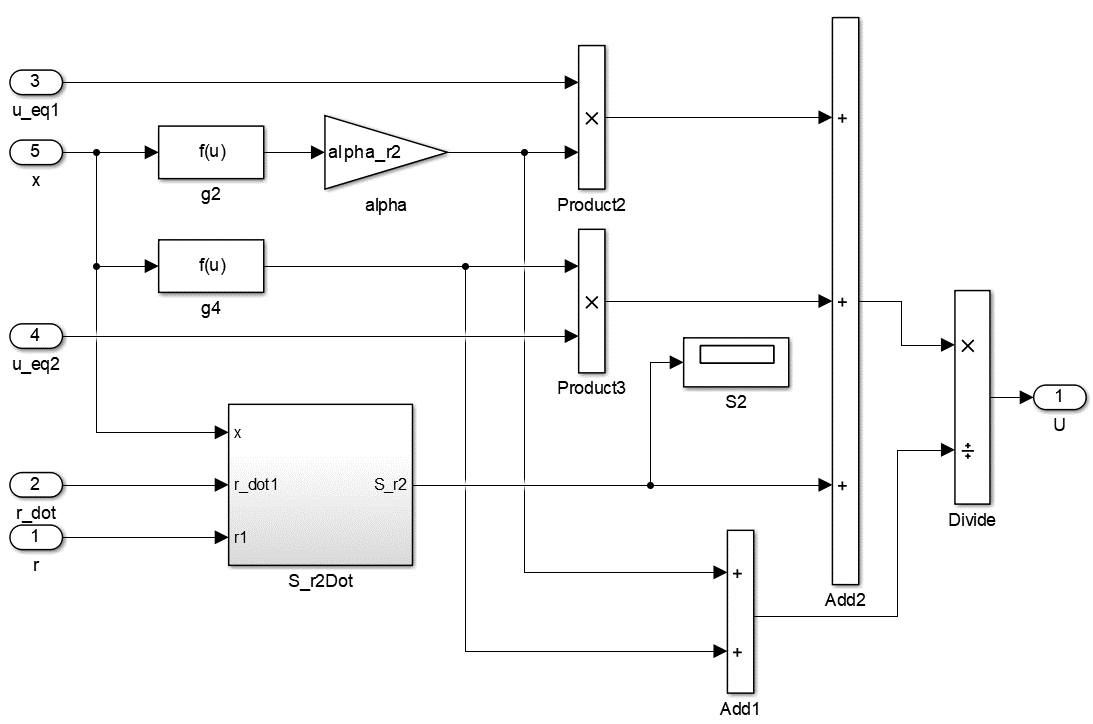 3
u_eq1
5
x
f(u)
g2
alpha_r2
alpha
×
Product2
+
f(u)
g4
4
u_eq2
×
Product3
+
S2
×
÷
Divide
1
U
x
2
r_dot
r_dot1
S_r2
1
r
r1
S_r2Dot
+
Add2
+
+
Add1